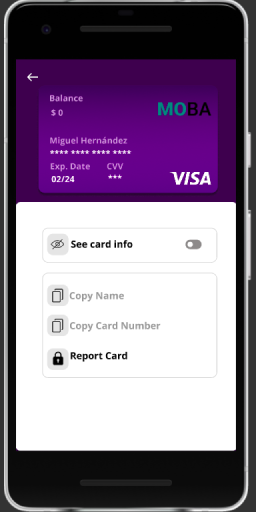 Balance
$ 0
MOBA
Miguel Hernández
**** **** **** ****
Exp. Date CVV
02/24 ***
VISA
See card info
Copy Name
Copy Card Number
Report Card